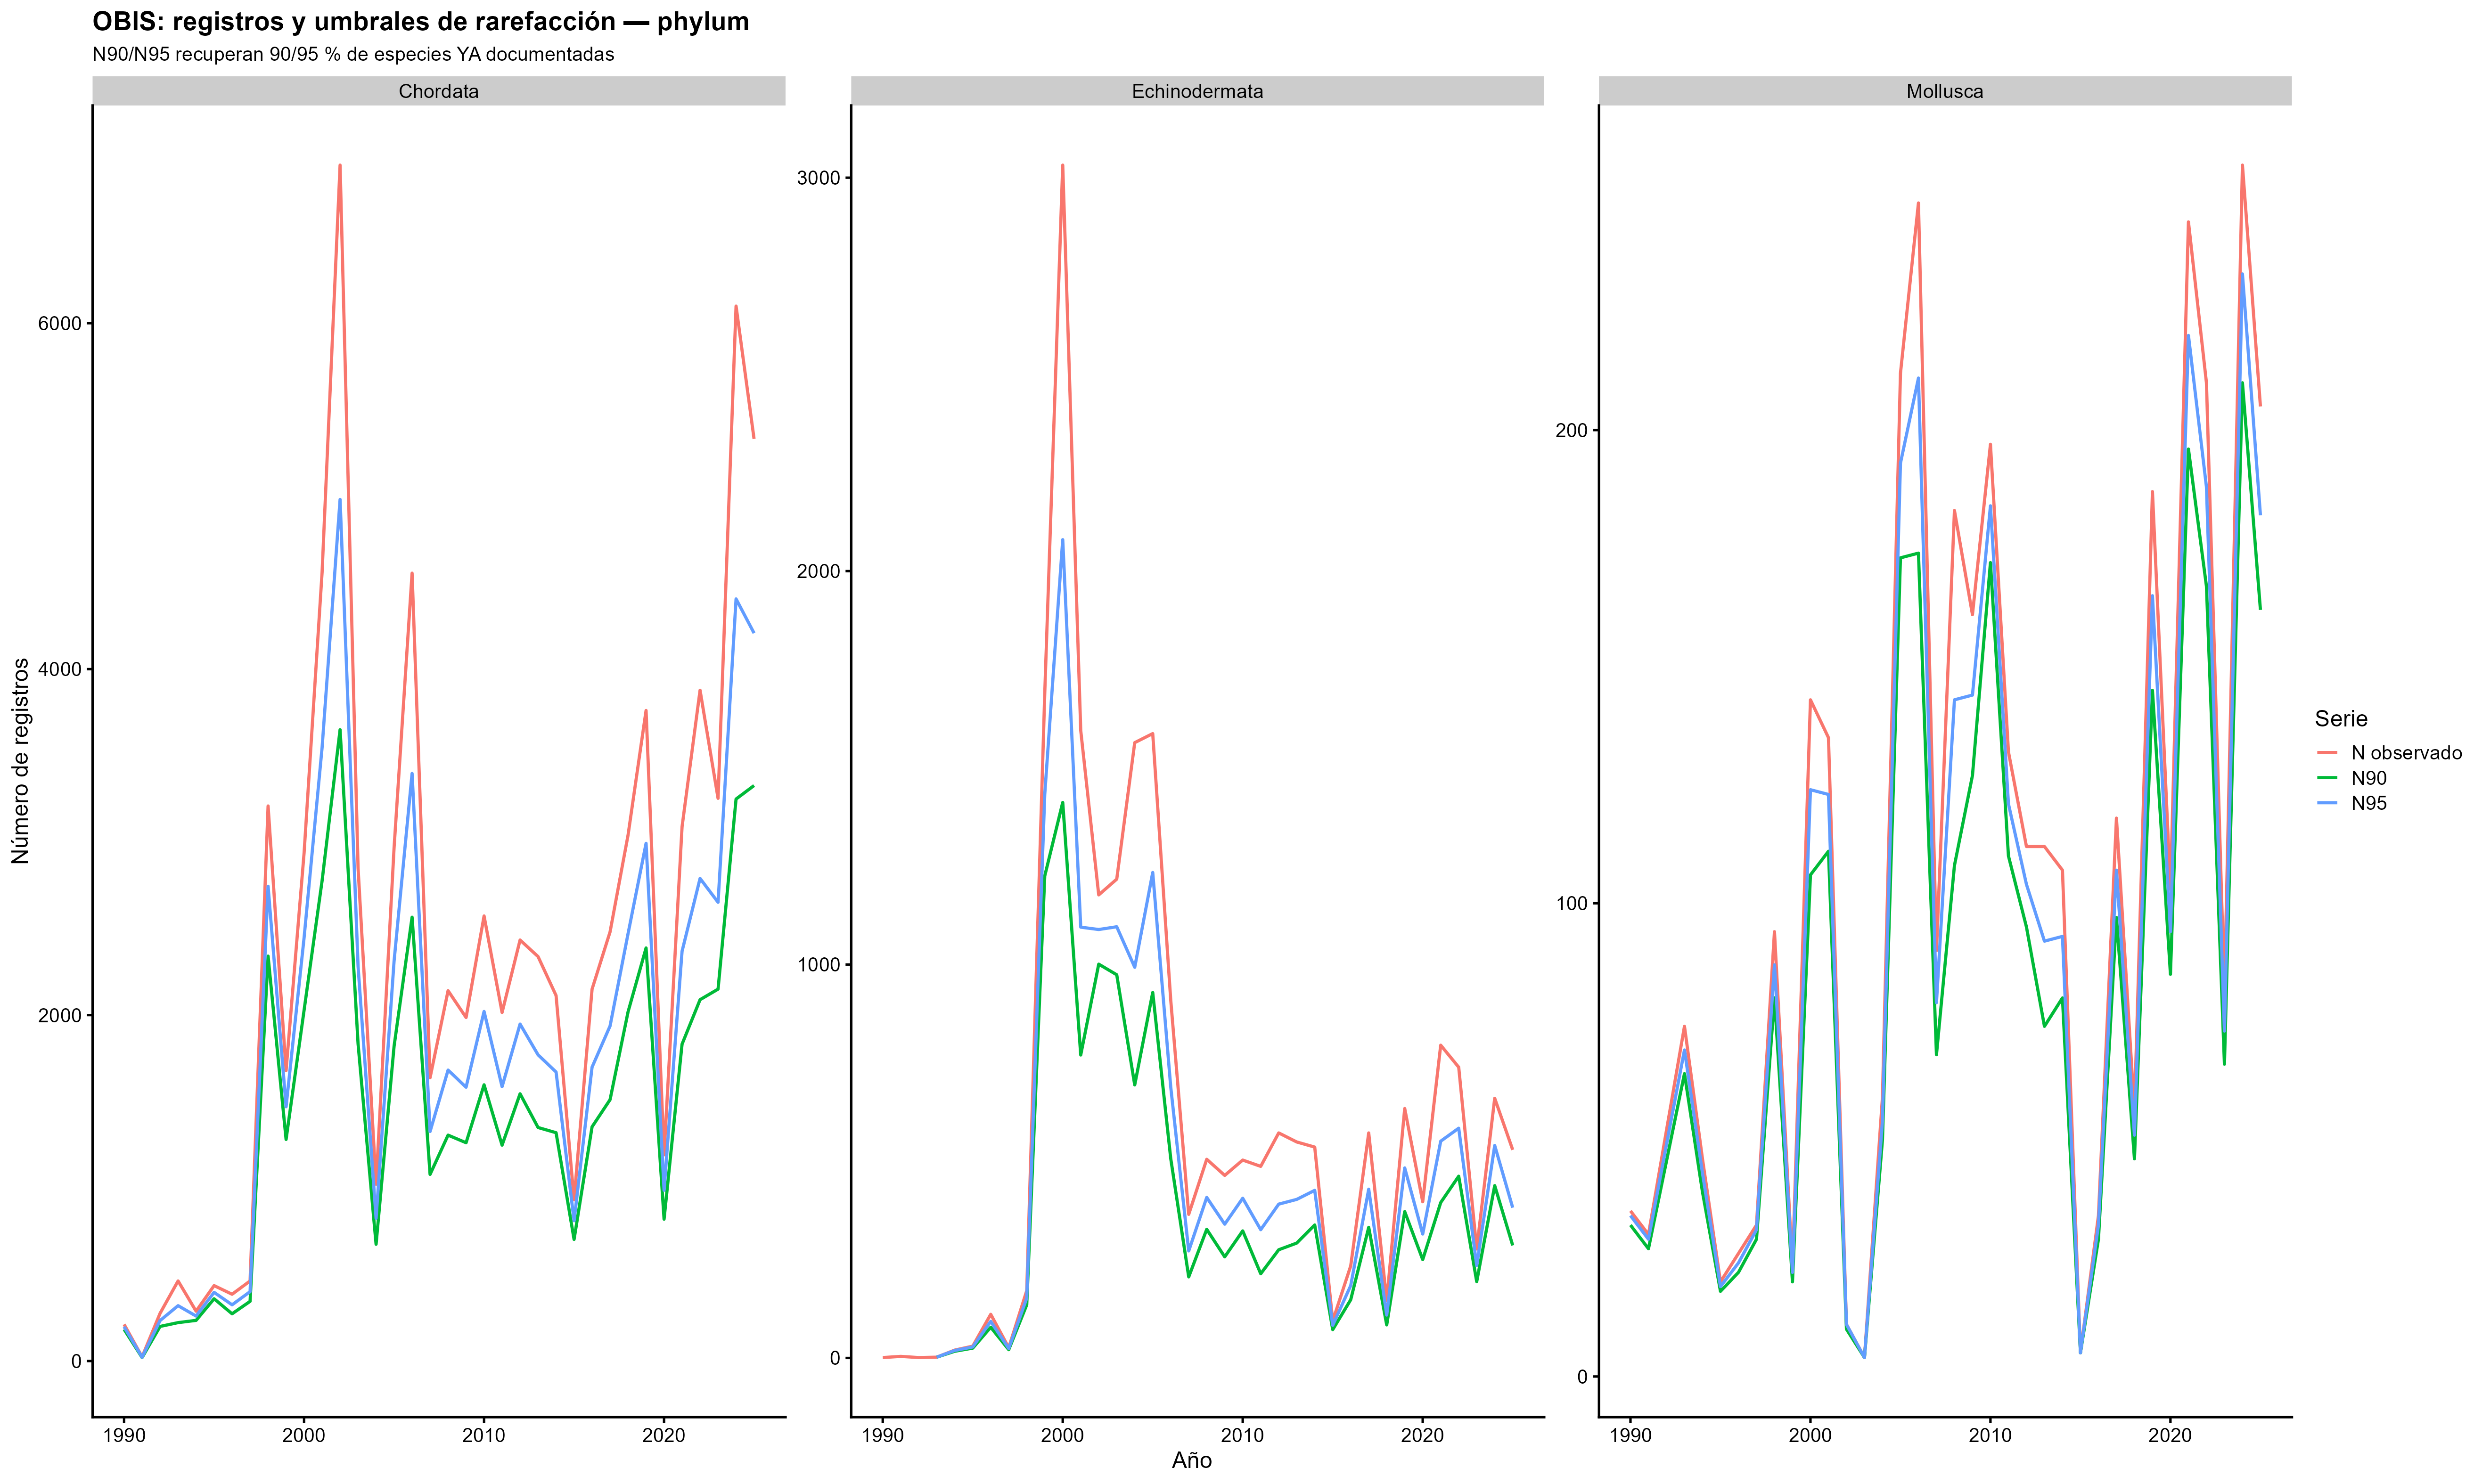 OBIS: registros y umbrales de rarefacción — phylum
N90/N95 recuperan 90/95 % de especies YA documentadas
Chordata
Echinodermata
Mollusca
Número de registros
6000
4000
2000
0
3000
2000
1000
0
200
100
0
1990 2000 2010 2020
1990 2000 2010 2020
1990 2000 2010 2020
Año
Serie
N observado
N90
N95